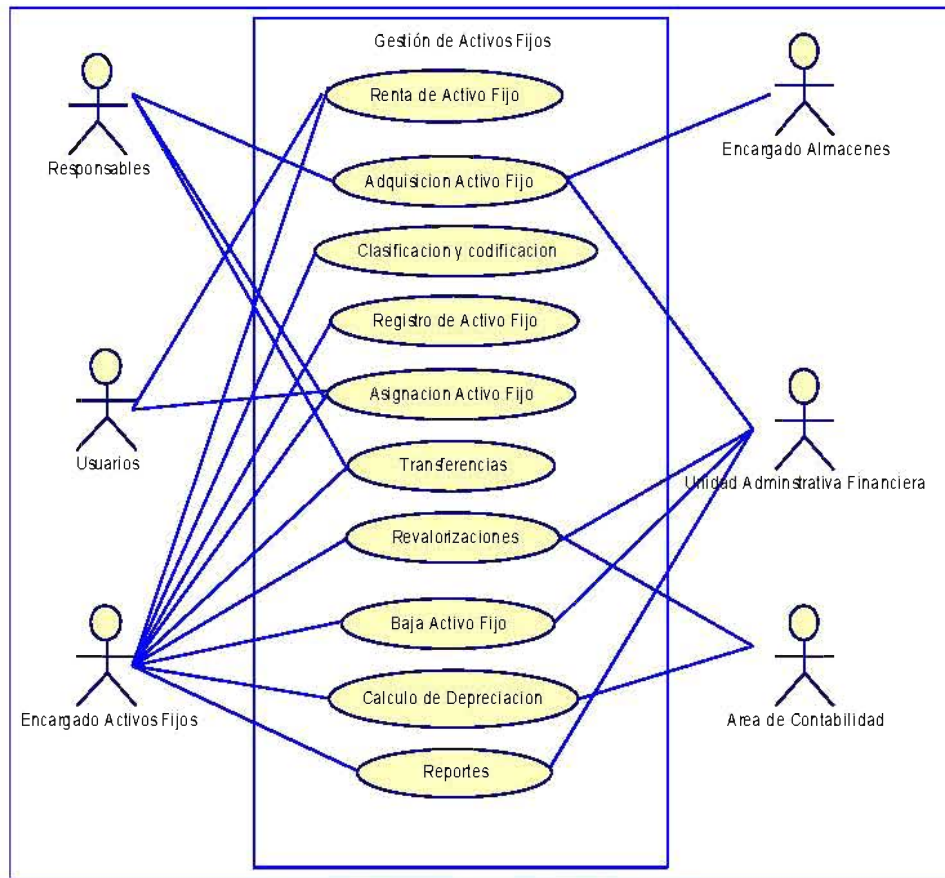 Gestión de Activos Fijos
Renta de Activo Fijo
Responsables
Encargado Almacenes
Adquisicion Activo Fijo
Clasificacion y codificacion
Registro de Activo Fijo
Asignacion Activo Fijo
Usuarios
Transferencias
Unidad Adminstrativa Financiera
Revalorizaciones
Baja Activo Fijo
Calculo de Depreciacion
Encargado Activos Fijos
Area de Contabilidad
Reportes